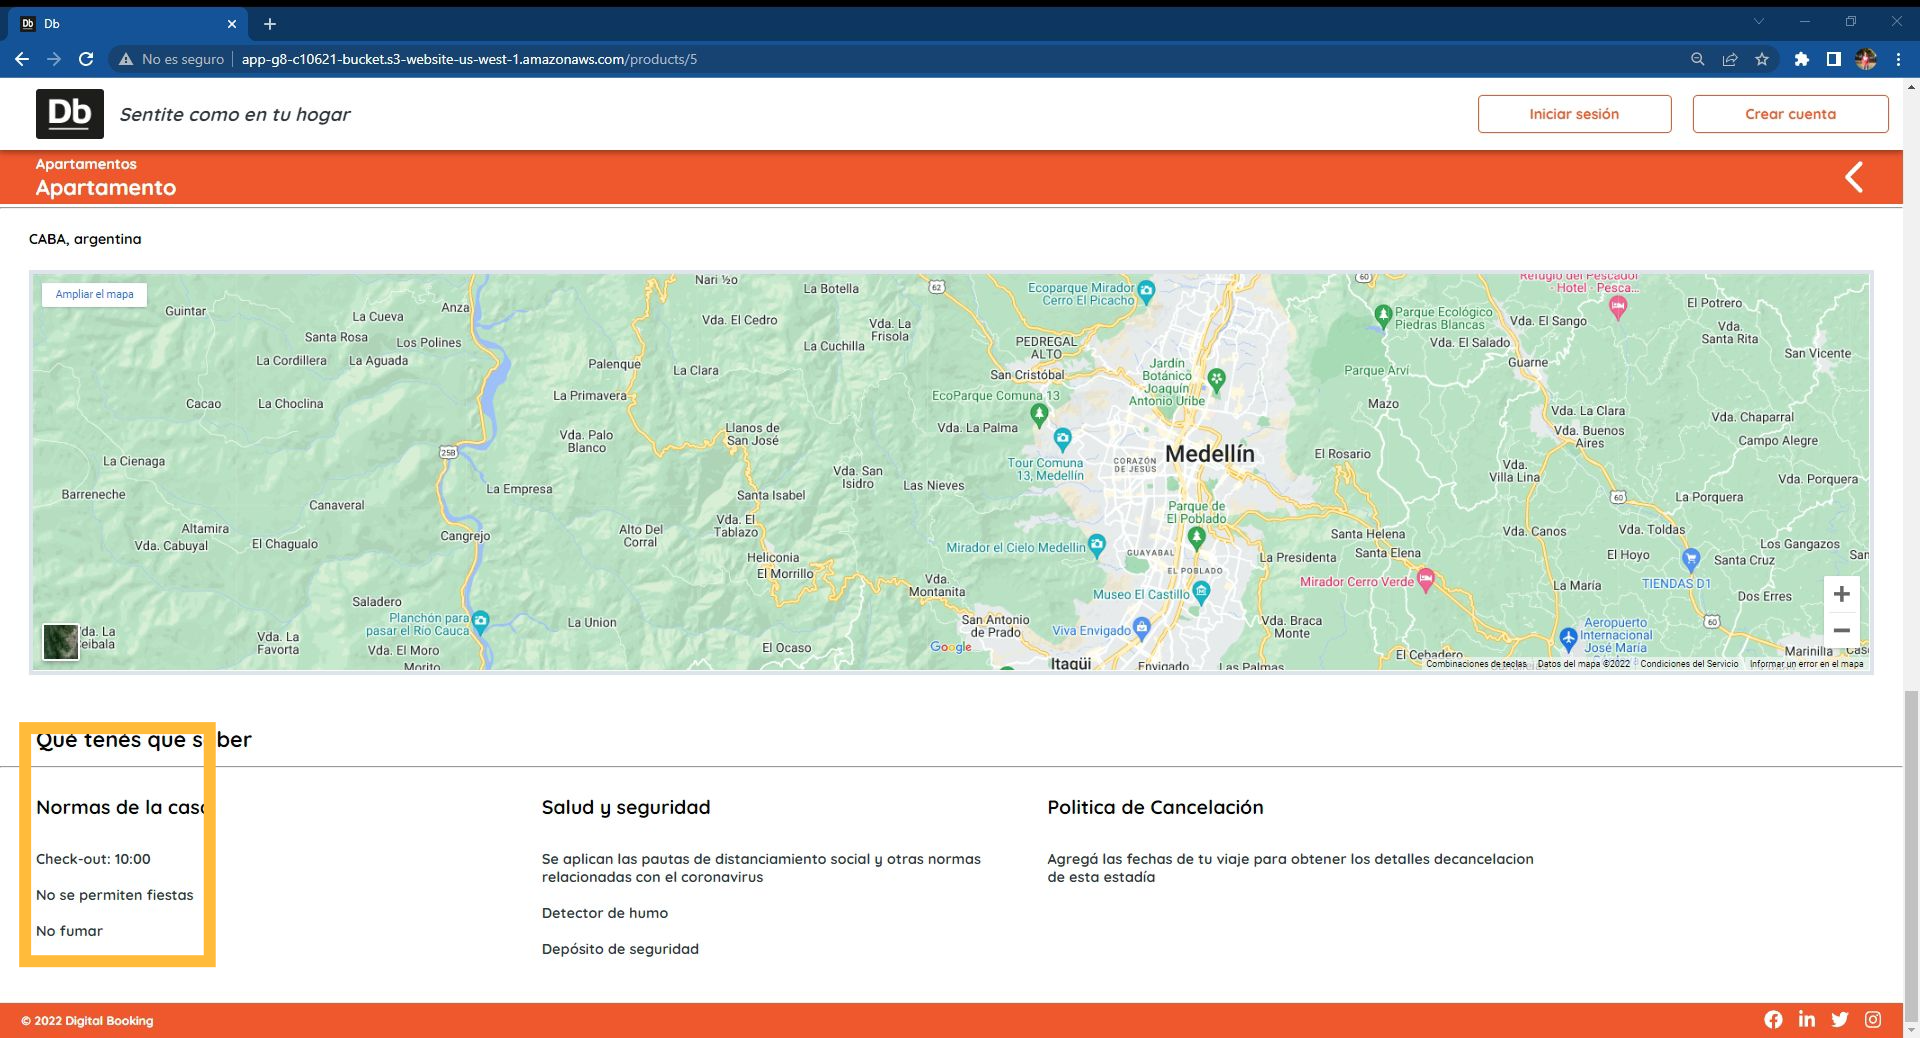 Db
No es seguro
app-g8-c10621-bucket.s3-website-us-west-1.amazonaws.com/products/5
Db
Sentite como en tu hogar
Iniciar sesión
Crear cuenta
Apartamentos
Apartamento
CABA, argentina
Ampliar el mapa
Nari ½o
La Botella
62
Ecoparque Mirador
Cerro El Picacho
60
Refugio del Pescador
- Hotel - Pesca...
Guintar
La Cueva
Anza
Vda. El Cedro
Vda. La
Frisola
Parque Ecológico
Piedras Blancas
Vda. El Sango
El Potrero
Santa Rosa
Los Polines
La Cuchilla
PEDREGAL
ALTO
Vda. El Salado
Vda.
Santa Rita
La Cordillera
La Aguada
Palenque
La Clara
San Cristóbal
Jardín
Botánico
Joaquín
Antonio Uribe
Parque Arví
Guarne
San Vicente
Cacao
La Choclina
La Primavera
EcoParque Comuna 13
Mazo
Vda. La Clara
Vda. Chaparral
Vda. Palo
Blanco
Llanos de
San José
Vda. La Palma
Vda. Buenos
Aires
Campo Alegre
25B
La Cienaga
Tour Comuna
13, Medellín
CORAZÓN
DE JESÚS
Medellín
El Rosario
Vda.
Villa Lina
Vda. Porquera
Barreneche
Canaveral
La Empresa
Santa Isabel
Vda. San
Isidro
Las Nieves
60
La Porquera
Altamira
Vda. Cabuyal
El Chagualo
Cangrejo
Alto Del
Corral
Vda. El
Tablazo
Parque de
El Poblado
Santa Helena
Vda. Canos
Vda. Toldas
Heliconia
El Morrillo
Mirador el Cielo Medellin
GUAYABAL
EL POBLADO
La Presidenta
Santa Elena
El Hoyo
Los Gangazos
Santa Cruz
San
Saladero
Vda.
Montanita
Museo El Castillo
Mirador Cerro Verde
La María
TIENDAS D1
Dos Erres
Planchón para
pasar el Rio Cauca
La Union
San Antonio
de Prado
Viva Envigado
Vda. Braca
Monte
60
Aeropuerto
Internacional
José María
Vda. La
Favorta
Vda. El Moro
Morito
El Ocaso
Google
Itagüi
Envigado
Las Palmas
El Cebadero
Marinilla
Combinaciones de teclas
Datos del mapa ©2022
Condiciones del Servicio
Informar un error en el mapa
Qué tenés que saber
Normas de la casa
Check-out: 10:00
No se permiten fiestas
No fumar
Salud y seguridad
Se aplican las pautas de distanciamiento social y otras normas
relacionadas con el coronavirus
Detector de humo
Depósito de seguridad
Politica de Cancelación
Agregá las fechas de tu viaje para obtener los detalles decancelacion
de esta estadía
© 2022 Digital Booking